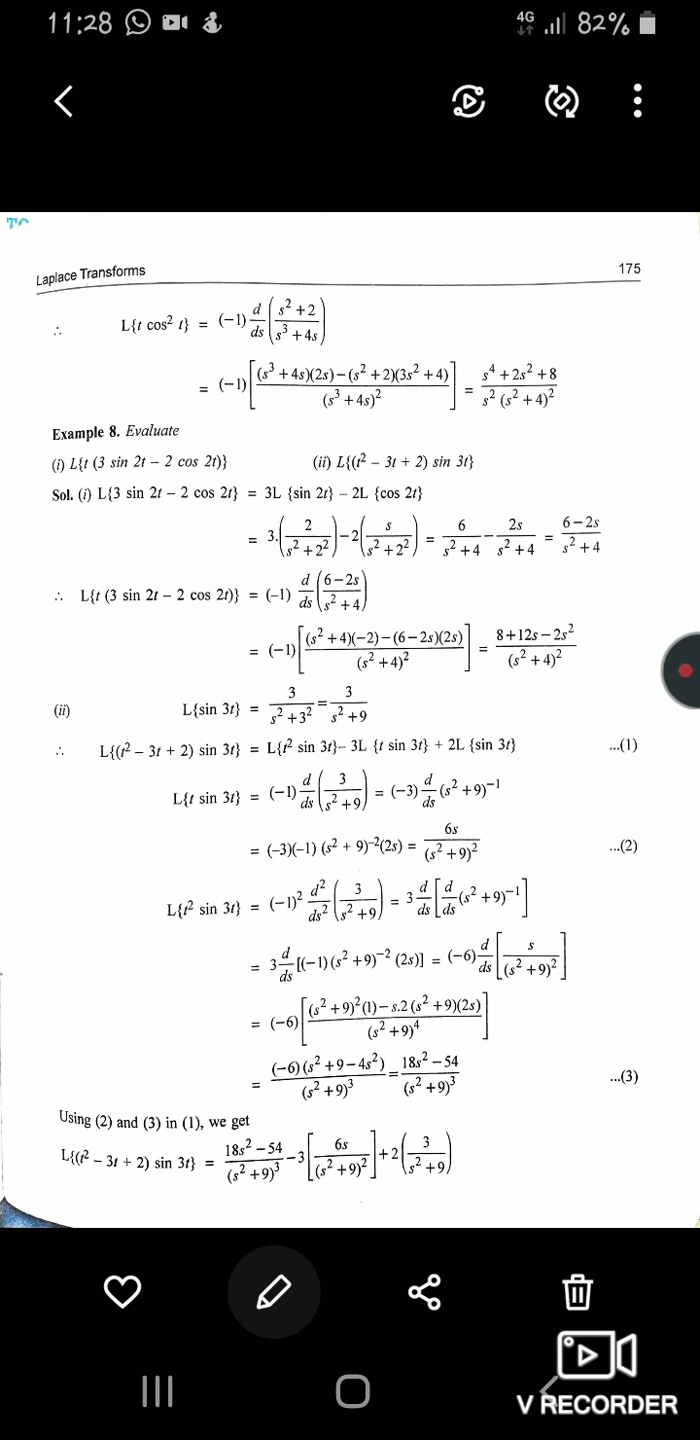 11:28 4G 82%
Laplace Transforms 175
∴ L{t cos² t} = (−1) d/ds ((s² + 2)/(s³ + 4s))
= (−1) [((s³ + 4s)(2s) − (s² + 2)(3s² + 4))/(s³ + 4s)²] = (s⁴ + 2s² + 8)/(s² (s² + 4)²)
Example 8. Evaluate
(i) L{t (3 sin 2t − 2 cos 2t)} (ii) L{(t² − 3t + 2) sin 3t}
Sol. (i) L{3 sin 2t − 2 cos 2t} = 3L {sin 2t} − 2L {cos 2t}
= 3.(2/(s² + 2²)) − 2(s/(s² + 2²)) = 6/(s² + 4) − 2s/(s² + 4) = (6 − 2s)/(s² + 4)
∴ L{t (3 sin 2t − 2 cos 2t)} = (−1) d/ds ((6 − 2s)/(s² + 4))
= (−1) [((s² + 4)(−2) − (6 − 2s)(2s))/(s² + 4)²] = (8 + 12s − 2s²)/(s² + 4)²
(ii) L{sin 3t} = 3/(s² + 3²) = 3/(s² + 9)
∴ L{(t² − 3t + 2) sin 3t} = L{t² sin 3t} − 3L {t sin 3t} + 2L {sin 3t} ...(1)
L{t sin 3t} = (−1) d/ds (3/(s² + 9)) = (−3) d/ds (s² + 9)⁻¹
= (−3)(−1) (s² + 9)⁻²(2s) = 6s/(s² + 9)² ...(2)
L{t² sin 3t} = (−1)² d²/ds² (3/(s² + 9)) = 3 d/ds [d/ds (s² + 9)⁻¹]
= 3 d/ds [(−1) (s² + 9)⁻² (2s)] = (−6) d/ds [s/(s² + 9)²]
= (−6) [((s² + 9)² (1) − s.2 (s² + 9)(2s))/(s² + 9)⁴]
= (−6) (s² + 9 − 4s²)/(s² + 9)³ = (18s² − 54)/(s² + 9)³ ...(3)
Using (2) and (3) in (1), we get
L{(t² − 3t + 2) sin 3t} = (18s² − 54)/(s² + 9)³ − 3 [6s/(s² + 9)²] + 2 (3/(s² + 9))
V RECORDER